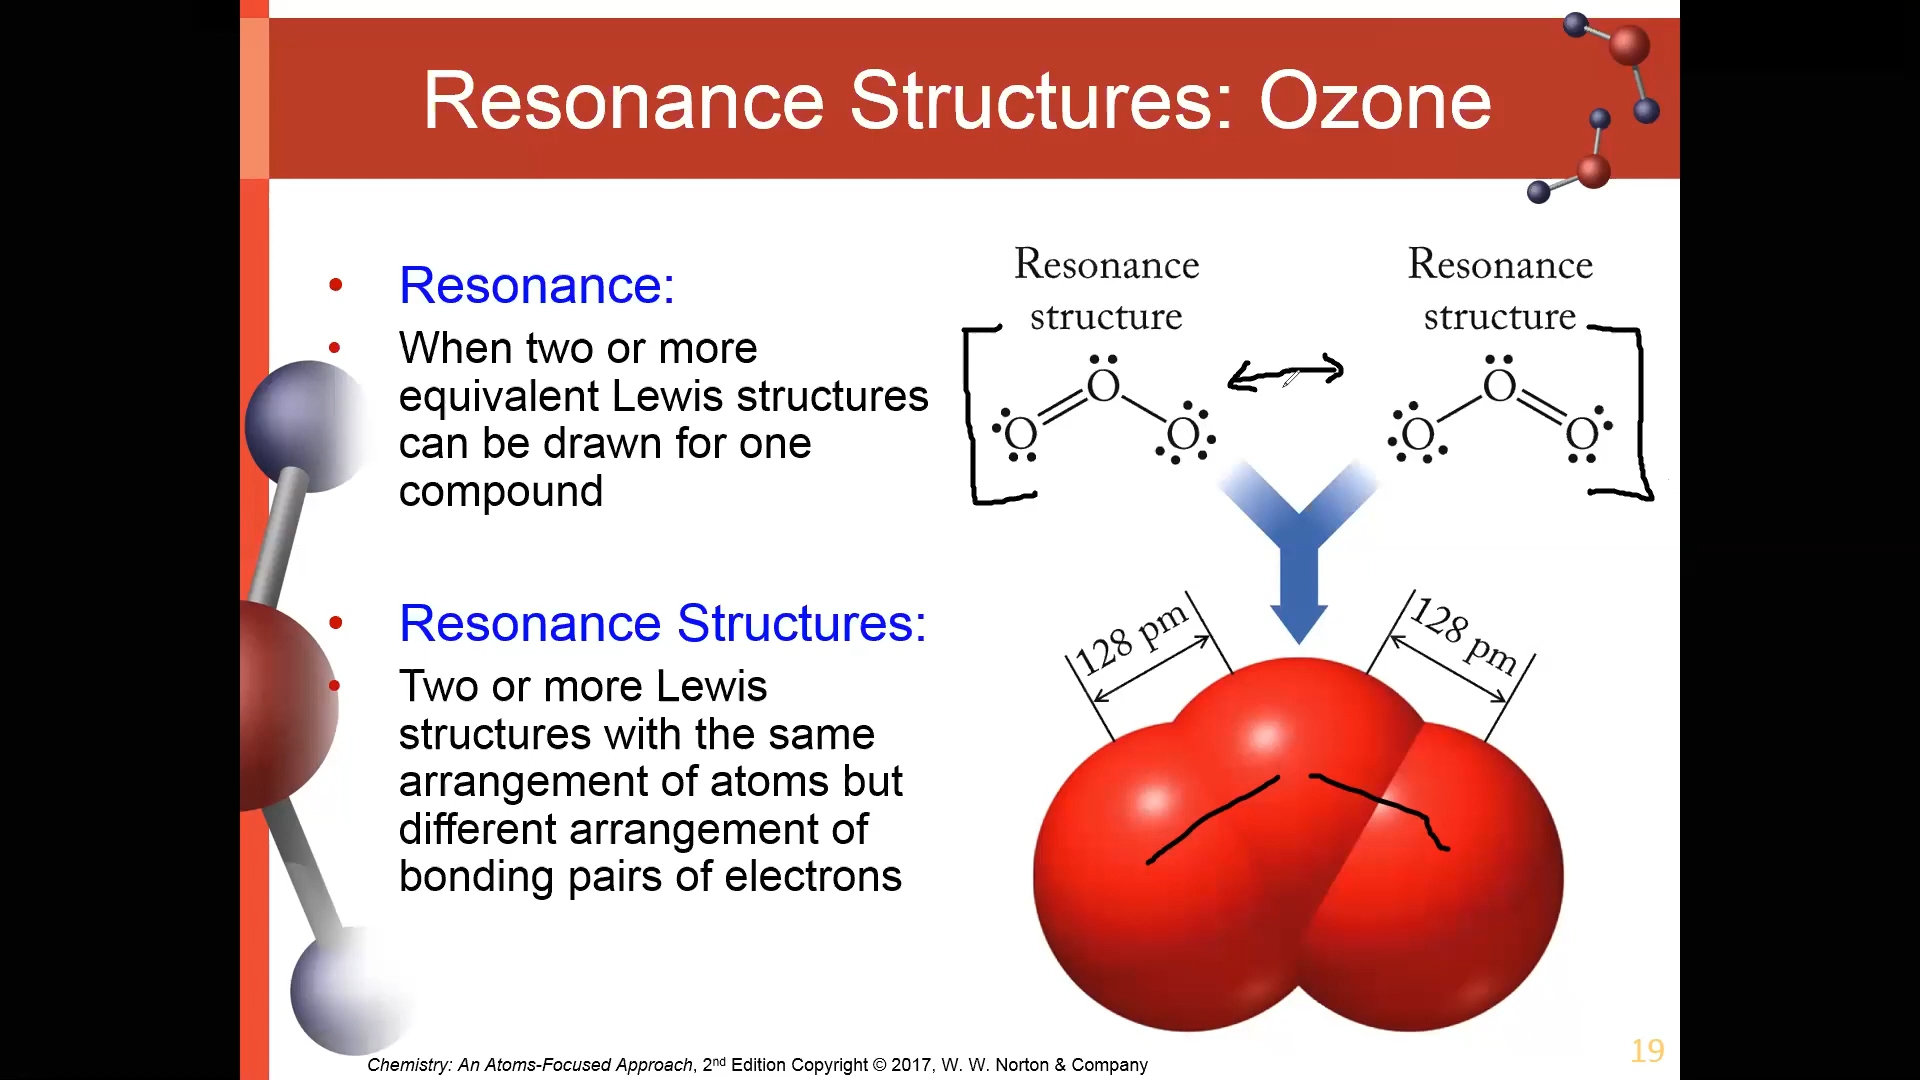 Resonance Structures: Ozone
• Resonance:
• When two or more
equivalent Lewis structures
can be drawn for one
compound
• Resonance Structures:
• Two or more Lewis
structures with the same
arrangement of atoms but
different arrangement of
bonding pairs of electrons
Resonance
structure
O O O
Resonance
structure
O O O
128 pm
128 pm
Chemistry: An Atoms-Focused Approach, 2nd Edition Copyright © 2017, W. W. Norton & Company
19